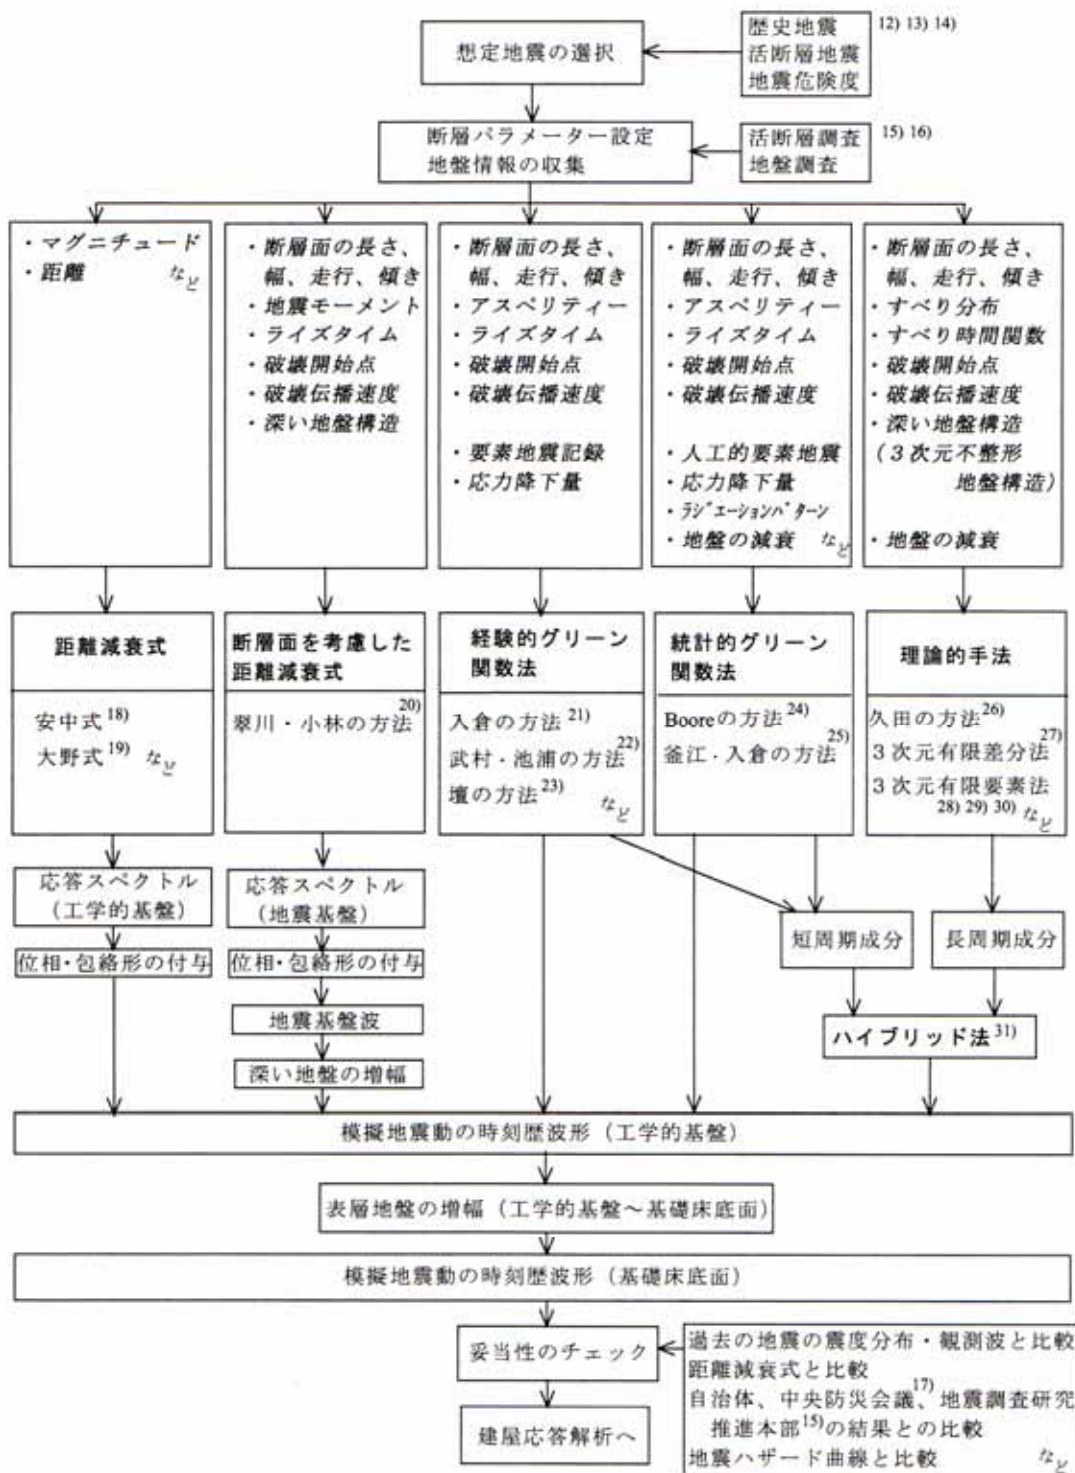 想定地震の選択
歴史地震 12) 13) 14)
活断層地震
地震危険度
断層パラメーター設定
地盤情報の収集
活断層調査 15) 16)
地盤調査
・マグニチュード
・距離 など
・断層面の長さ、
幅、走行、傾き
・地震モーメント
・ライズタイム
・破壊開始点
・破壊伝播速度
・深い地盤構造
・断層面の長さ、
幅、走行、傾き
・アスペリティー
・ライズタイム
・破壊開始点
・破壊伝播速度
・要素地震記録
・応力降下量
・断層面の長さ、
幅、走行、傾き
・アスペリティー
・ライズタイム
・破壊開始点
・破壊伝播速度
・人工的要素地震
・応力降下量
・ラジエーションパターン
・地盤の減衰 など
・断層面の長さ、
幅、走行、傾き
・すべり分布
・すべり時間関数
・破壊開始点
・破壊伝播速度
・深い地盤構造
(3次元不整形
地盤構造)
・地盤の減衰
距離減衰式
安中式18)
大野式19) など
断層面を考慮した
距離減衰式
翠川・小林の方法20)
経験的グリーン
関数法
入倉の方法21)
武村・池浦の方法22)
壇の方法23) など
統計的グリーン
関数法
Booreの方法24)
釜江・入倉の方法25)
理論的手法
久田の方法26)
3次元有限差分法27)
3次元有限要素法
28) 29) 30) など
応答スペクトル
(工学的基盤)
位相・包絡形の付与
応答スペクトル
(地震基盤)
位相・包絡形の付与
地震基盤波
深い地盤の増幅
短周期成分
長周期成分
ハイブリッド法31)
模擬地震動の時刻歴波形(工学的基盤)
表層地盤の増幅(工学的基盤～基礎床底面)
模擬地震動の時刻歴波形(基礎床底面)
妥当性のチェック
過去の地震の震度分布・観測波と比較
距離減衰式と比較
自治体、中央防災会議17)、地震調査研究
推進本部15)の結果との比較
地震ハザード曲線と比較 など
建屋応答解析へ